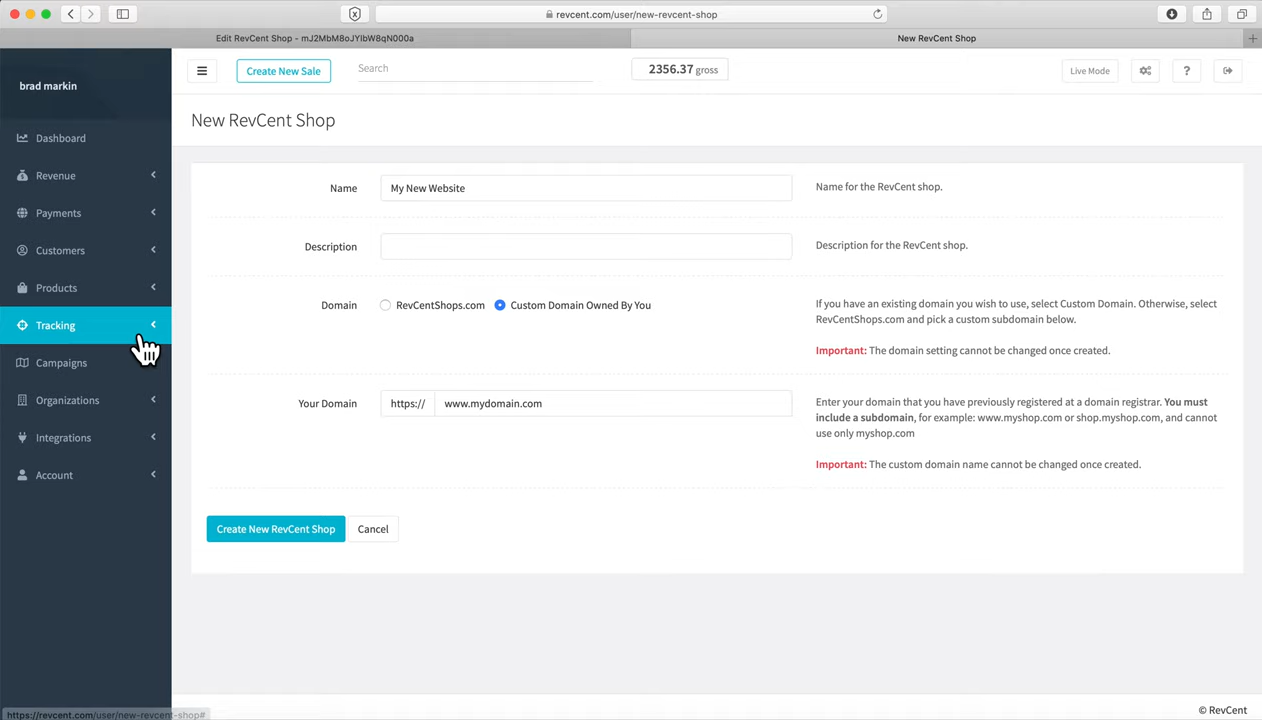 revcent.com/user/new-revcent-shop
Edit RevCent Shop - mJ2MbM8oJYIbW8qN000a
New RevCent Shop
brad markin
Create New Sale
Search
2356.37 gross
Live Mode
?
New RevCent Shop
Dashboard
Revenue
Payments
Customers
Products
Tracking
Campaigns
Organizations
Integrations
Account
Name
My New Website
Name for the RevCent shop.
Description
Description for the RevCent shop.
Domain
RevCentShops.com
Custom Domain Owned By You
If you have an existing domain you wish to use, select Custom Domain. Otherwise, select
RevCentShops.com and pick a custom subdomain below.
Important: The domain setting cannot be changed once created.
Your Domain
https://
www.mydomain.com
Enter your domain that you have previously registered at a domain registrar. You must
include a subdomain, for example: www.myshop.com or shop.myshop.com, and cannot
use only myshop.com
Important: The custom domain name cannot be changed once created.
Create New RevCent Shop
Cancel
https://revcent.com/user/new-revcent-shop#
© RevCent